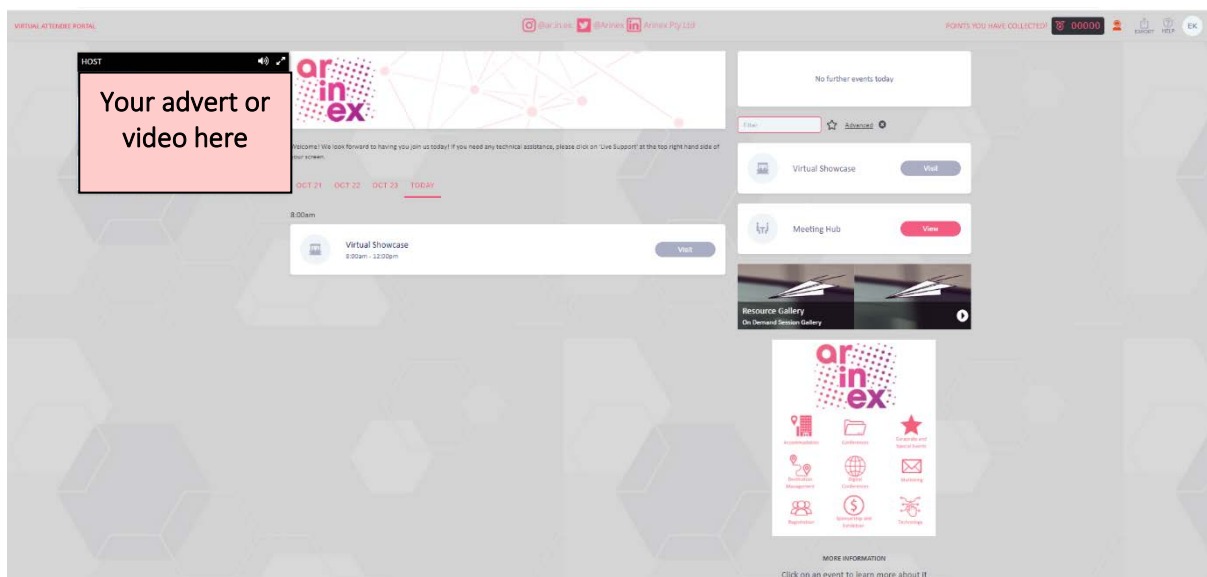 VIRTUAL ATTENDEE PORTAL
@ar.in.ex @Arinex Arinex Pty Ltd
POINTS YOU HAVE COLLECTED! 00000
HELP
EK
HOST
Your advert or
video here
ar
in
ex
Welcome! We look forward to having you join us today! If you need any technical assistance, please click on 'Live Support' at the top right hand side of
your screen.
OCT 21 OCT 22 OCT 23 TODAY
8:00am
Virtual Showcase
8:00am - 12:00pm
Visit
No further events today
Filter
Advanced
Virtual Showcase
Visit
Meeting Hub
View
Resource Gallery
On Demand Session Gallery
ar
in
ex
Accommodation
Conferences
Corporate and
Special Events
Destination
Management
Digital
Conferences
Marketing
Registration
Sponsorship and
Exhibition
Technology
MORE INFORMATION
Click on an event to learn more about it